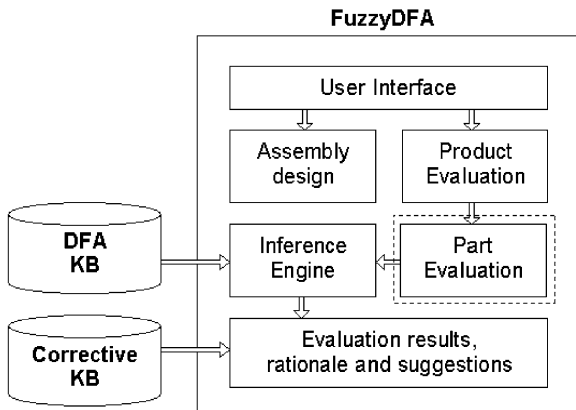 FuzzyDFA
User Interface
Assembly
design
Product
Evaluation
DFA
KB
Inference
Engine
Part
Evaluation
Corrective
KB
Evaluation results,
rationale and suggestions